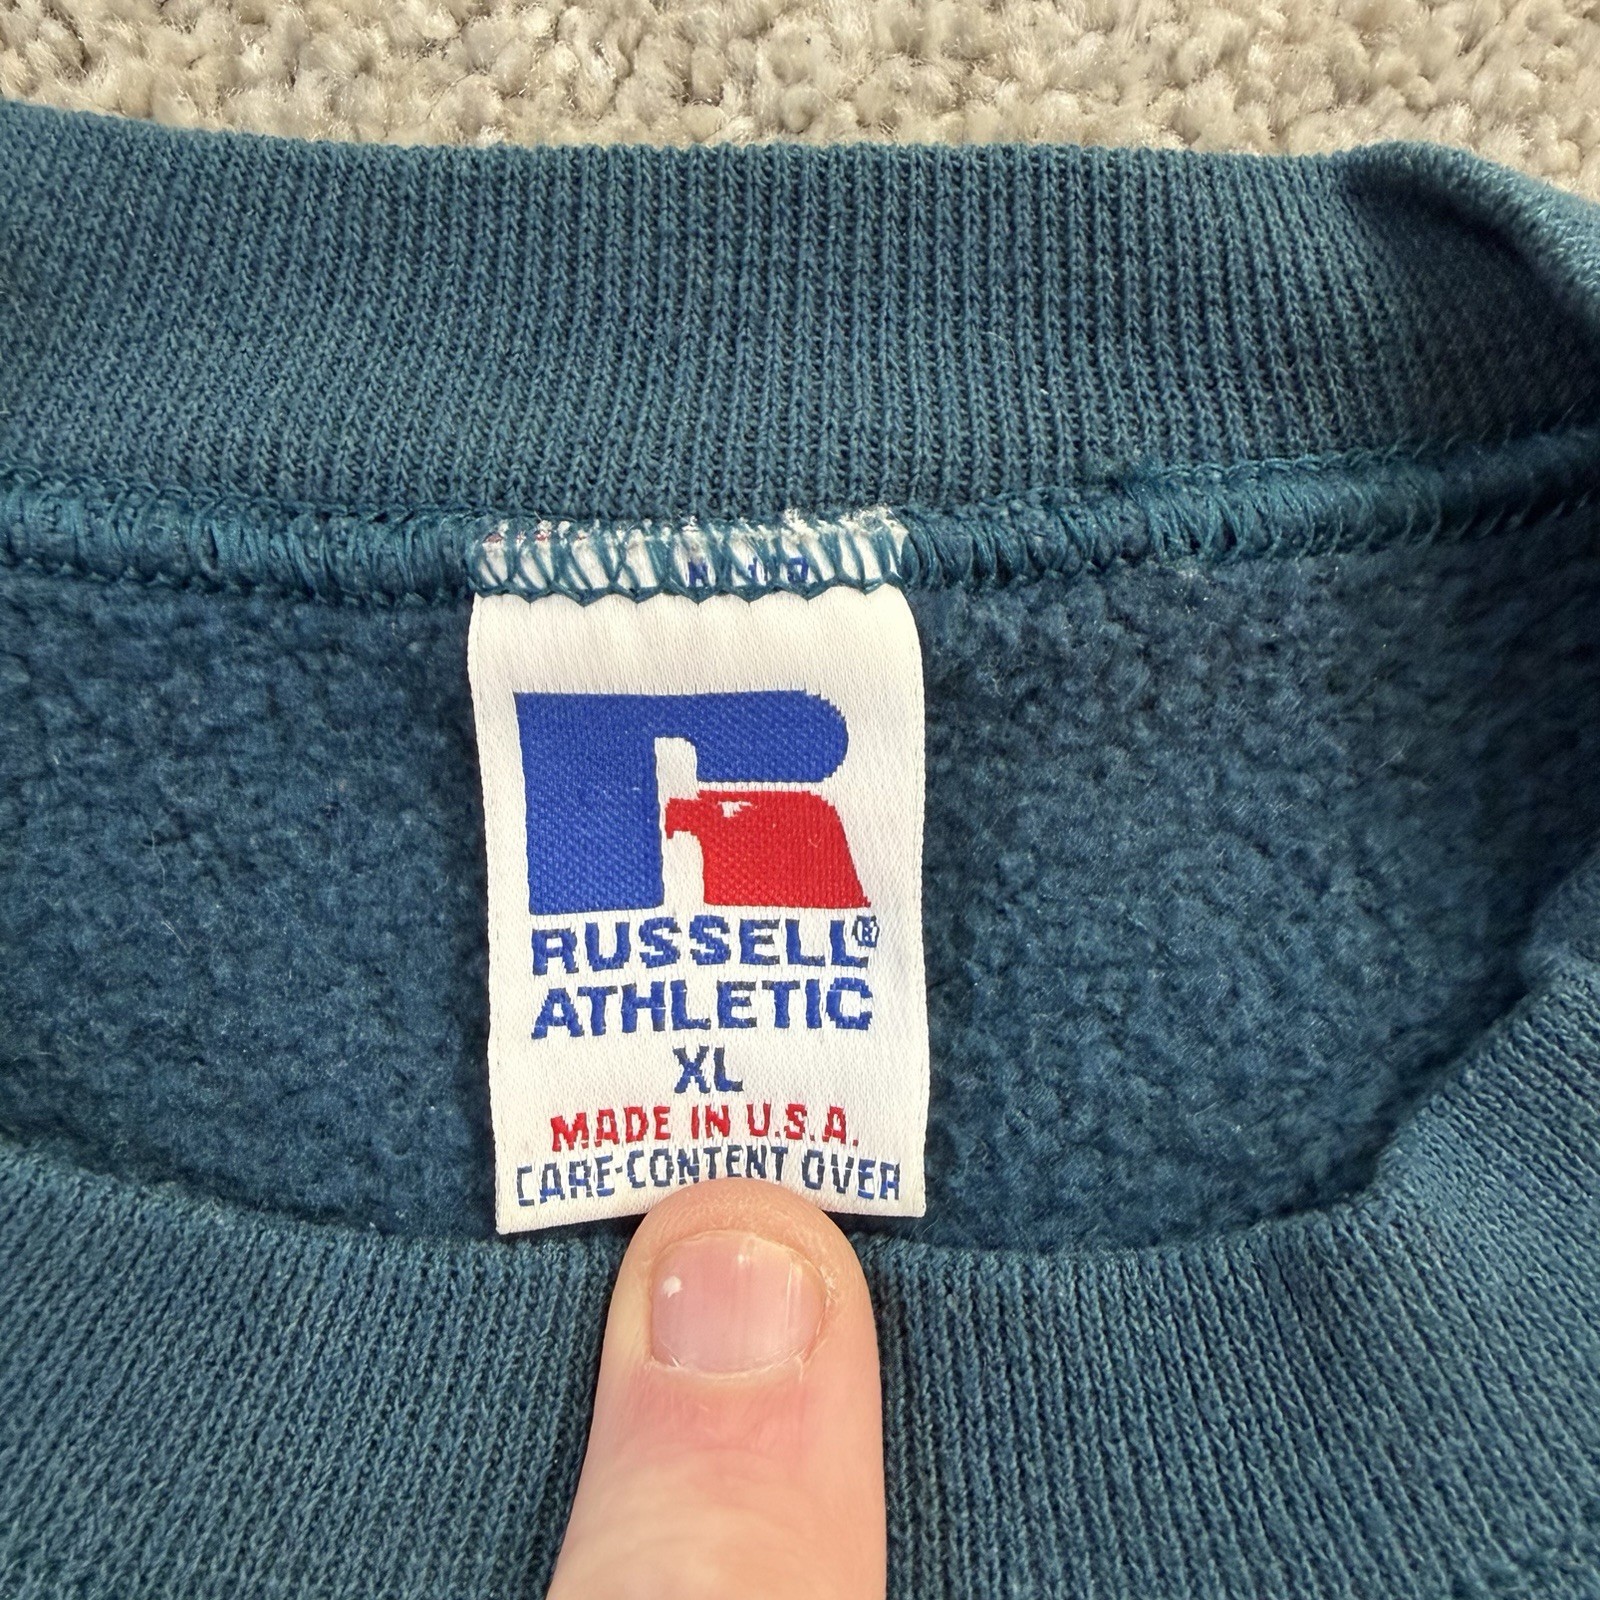 RUSSELL®
ATHLETIC
XL
MADE IN U.S.A.
CARE-CONTENT OVER